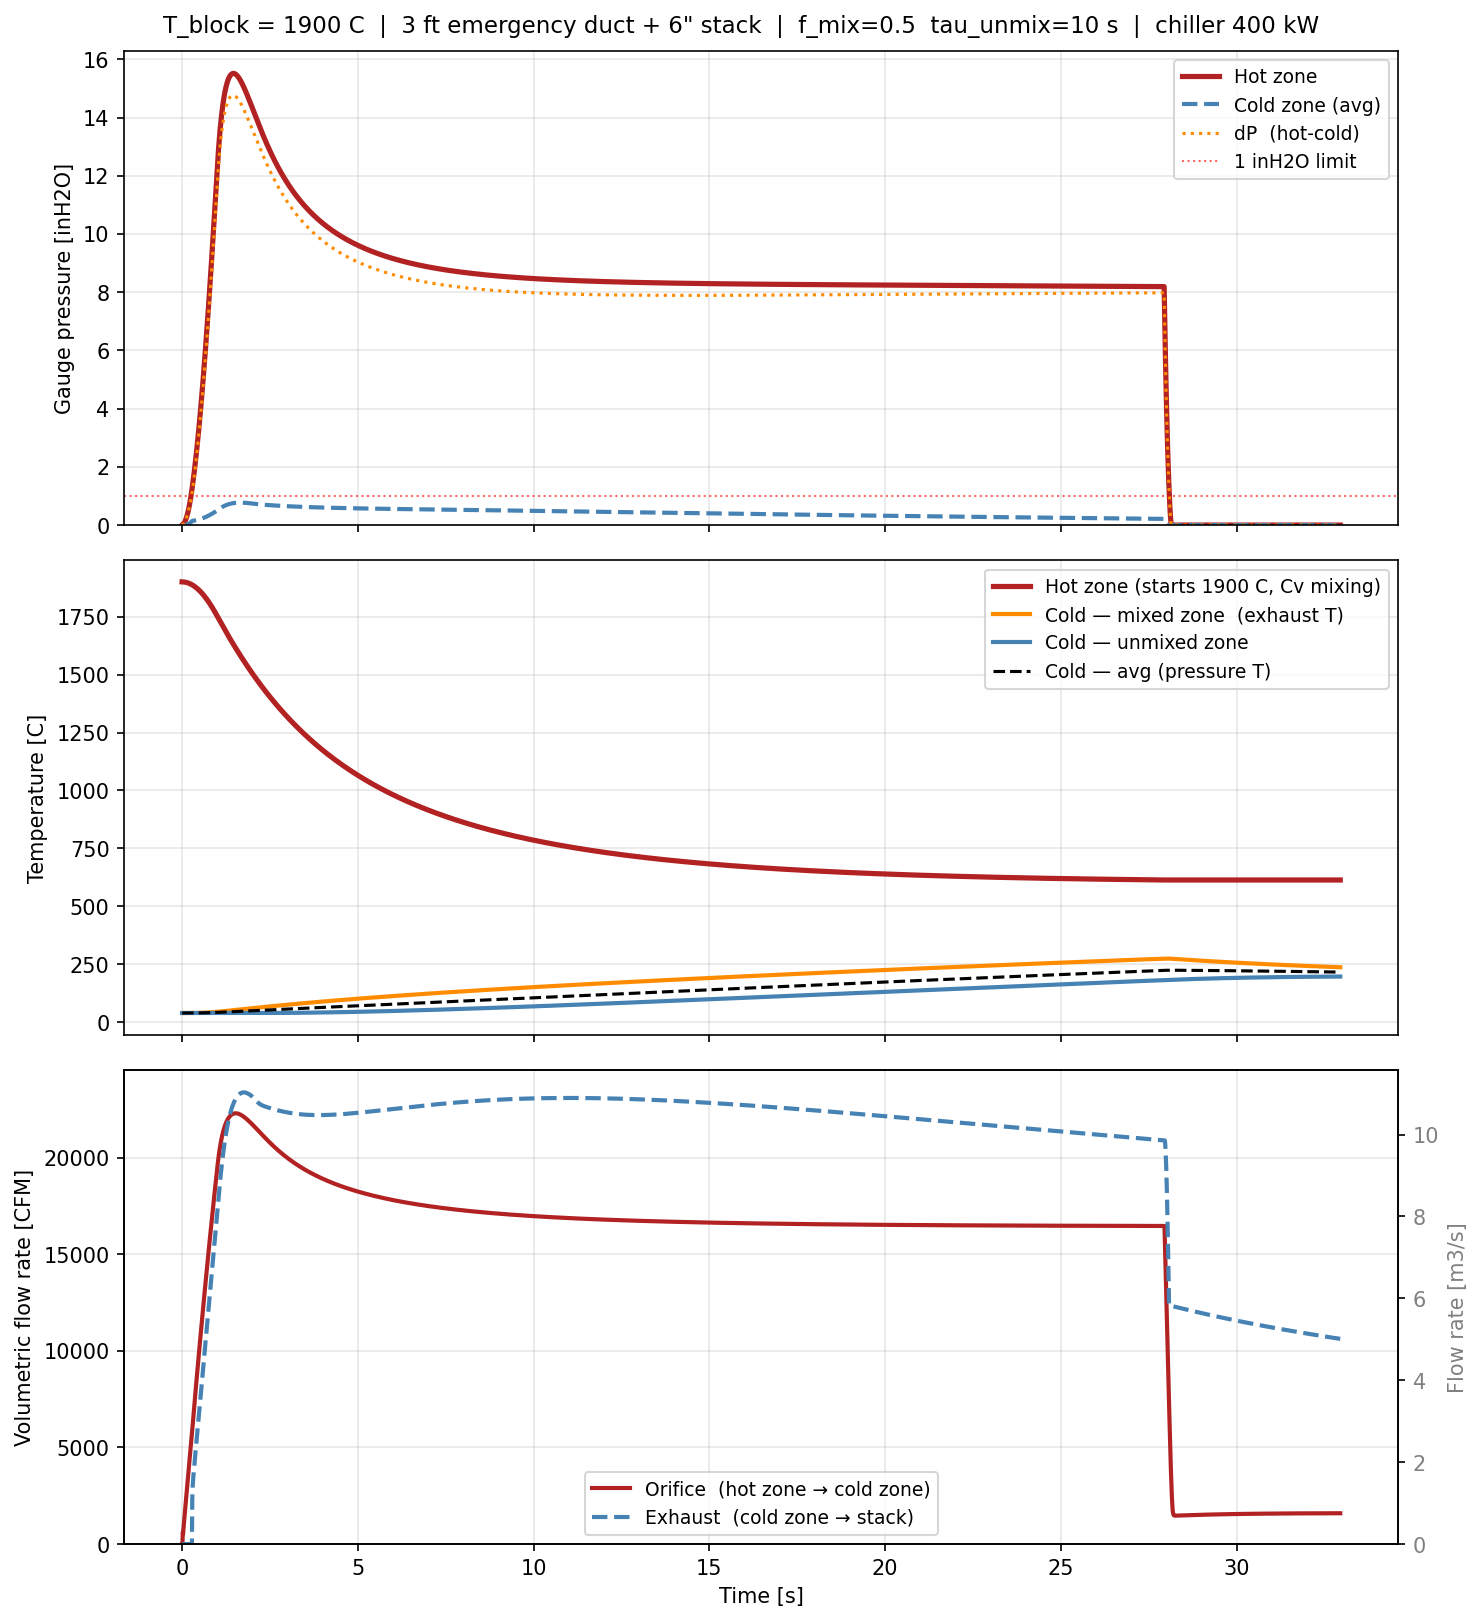 T_block = 1900 C | 3 ft emergency duct + 6" stack | f_mix=0.5 tau_unmix=10 s | chiller 400 kW
Gauge pressure [inH2O]
16
14
12
10
8
6
4
2
0
Hot zone
Cold zone (avg)
dP (hot-cold)
1 inH2O limit
Temperature [C]
1750
1500
1250
1000
750
500
250
0
Hot zone (starts 1900 C, Cv mixing)
Cold — mixed zone (exhaust T)
Cold — unmixed zone
Cold — avg (pressure T)
Volumetric flow rate [CFM]
20000
15000
10000
5000
0
Orifice (hot zone → cold zone)
Exhaust (cold zone → stack)
10
8
6
4
2
0
Flow rate [m3/s]
0 5 10 15 20 25 30
Time [s]